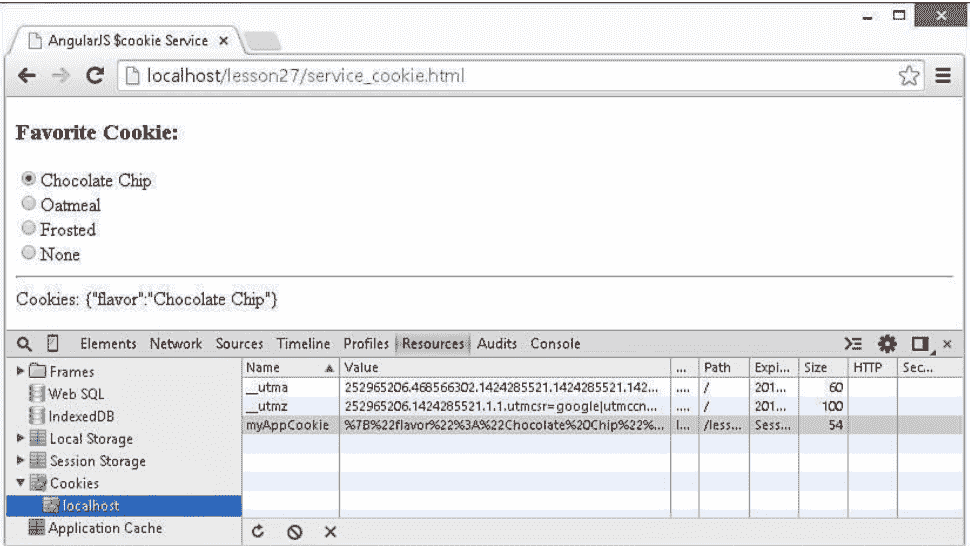 AngularJS $cookie Service ×
localhost/lesson27/service_cookie.html
Favorite Cookie:
Chocolate Chip
Oatmeal
Frosted
None
Cookies: {"flavor":"Chocolate Chip"}
Elements Network Sources Timeline Profiles Resources Audits Console
Frames
Web SQL
IndexedDB
Local Storage
Session Storage
Cookies
localhost
Application Cache
Name Value ... Path Expi... Size HTTP Sec...
__utma 252965206.468566302.1424285521.1424285521.142... .... / 201... 60
__utmz 252965206.1424285521.1.1.utmcsr=google|utmccn... .... / 201... 100
myAppCookie %7B%22flavor%22%3A%22Chocolate%20Chip%22%... l... /less... Sess... 54